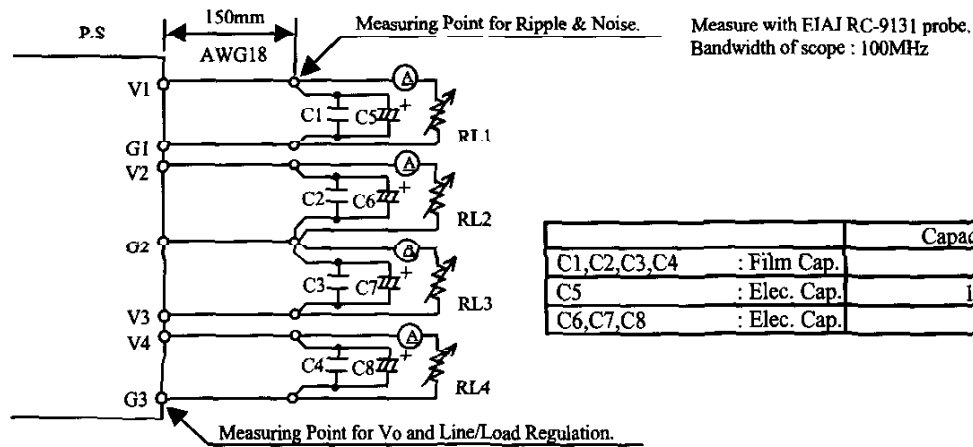 150mm
P.S
AWG18
Measuring Point for Ripple & Noise.
Measure with EIAJ RC-9131 probe.
Bandwidth of scope : 100MHz
V1
A
C1
C5
+
RL1
G1
V2
A
C2
C6
+
RL2
G2
A
C3
C7
+
RL3
V3
V4
A
C4
C8
+
RL4
G3
Measuring Point for Vo and Line/Load Regulation.
Capac
C1,C2,C3,C4 : Film Cap.
C5 : Elec. Cap. 1
C6,C7,C8 : Elec. Cap.